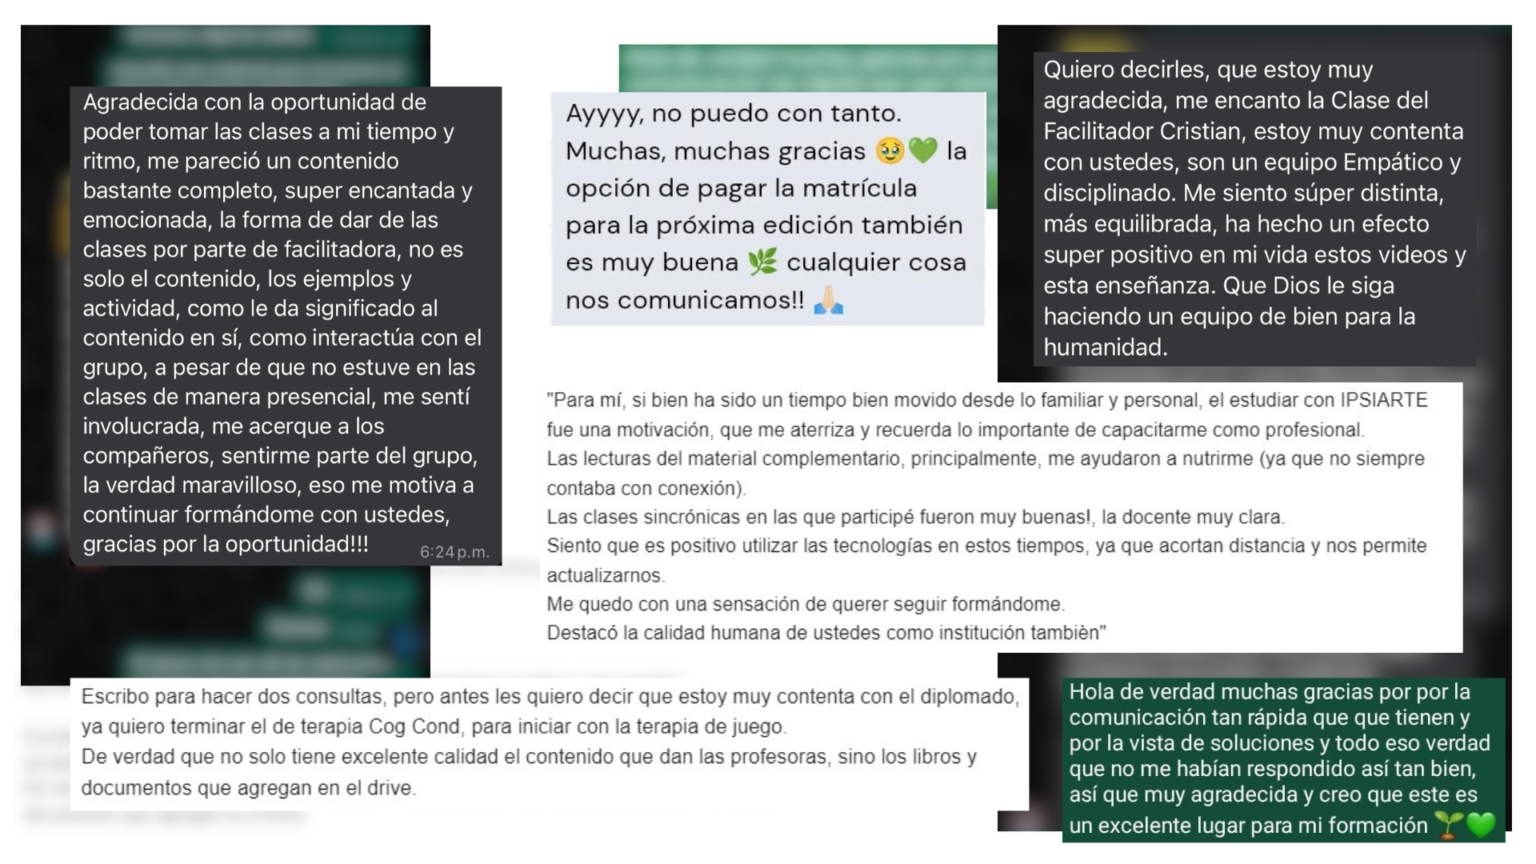 Agradecida con la oportunidad de
poder tomar las clases a mi tiempo y
ritmo, me pareció un contenido
bastante completo, super encantada y
emocionada, la forma de dar de las
clases por parte de facilitadora, no es
solo el contenido, los ejemplos y
actividad, como le da significado al
contenido en sí, como interactúa con el
grupo, a pesar de que no estuve en las
clases de manera presencial, me sentí
involucrada, me acerque a los
compañeros, sentirme parte del grupo,
la verdad maravilloso, eso me motiva a
continuar formándome con ustedes,
gracias por la oportunidad!!!
6:24 p.m.
Ayyyy, no puedo con tanto.
Muchas, muchas gracias 🥹💚 la
opción de pagar la matrícula
para la próxima edición también
es muy buena 🌿 cualquier cosa
nos comunicamos!! 🙏🏻
Quiero decirles, que estoy muy
agradecida, me encanto la Clase del
Facilitador Cristian, estoy muy contenta
con ustedes, son un equipo Empático y
disciplinado. Me siento súper distinta,
más equilibrada, ha hecho un efecto
super positivo en mi vida estos videos y
esta enseñanza. Que Dios le siga
haciendo un equipo de bien para la
humanidad.
"Para mí, si bien ha sido un tiempo bien movido desde lo familiar y personal, el estudiar con IPSIARTE
fue una motivación, que me aterriza y recuerda lo importante de capacitarme como profesional.
Las lecturas del material complementario, principalmente, me ayudaron a nutrirme (ya que no siempre
contaba con conexión).
Las clases sincrónicas en las que participé fueron muy buenas!, la docente muy clara.
Siento que es positivo utilizar las tecnologías en estos tiempos, ya que acortan distancia y nos permite
actualizarnos.
Me quedo con una sensación de querer seguir formándome.
Destacó la calidad humana de ustedes como institución tambièn"
Escribo para hacer dos consultas, pero antes les quiero decir que estoy muy contenta con el diplomado,
ya quiero terminar el de terapia Cog Cond, para iniciar con la terapia de juego.
De verdad que no solo tiene excelente calidad el contenido que dan las profesoras, sino los libros y
documentos que agregan en el drive.
Hola de verdad muchas gracias por por la
comunicación tan rápida que que tienen y
por la vista de soluciones y todo eso verdad
que no me habían respondido así tan bien,
así que muy agradecida y creo que este es
un excelente lugar para mi formación 🌱💚